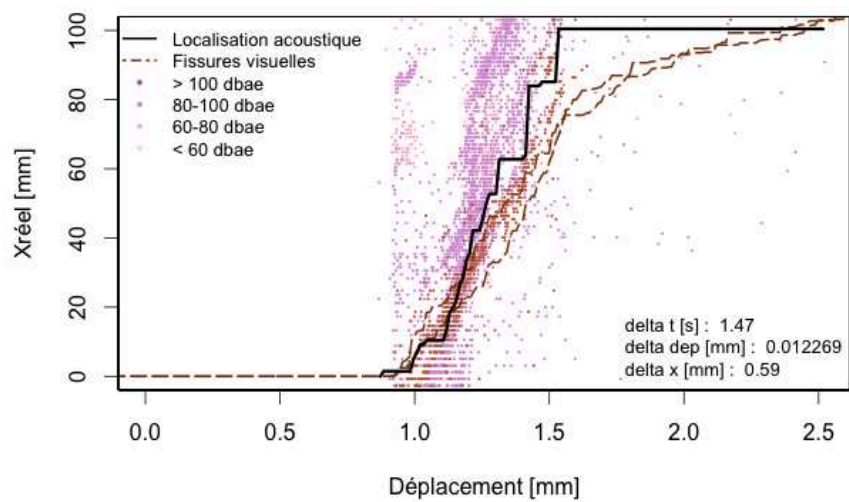 Localisation acoustique
Fissures visuelles
> 100 dbae
80-100 dbae
60-80 dbae
< 60 dbae
Xréel [mm]
100
80
60
40
20
0
delta t [s] : 1.47
delta dep [mm] : 0.012269
delta x [mm] : 0.59
0.0 0.5 1.0 1.5 2.0 2.5
Déplacement [mm]